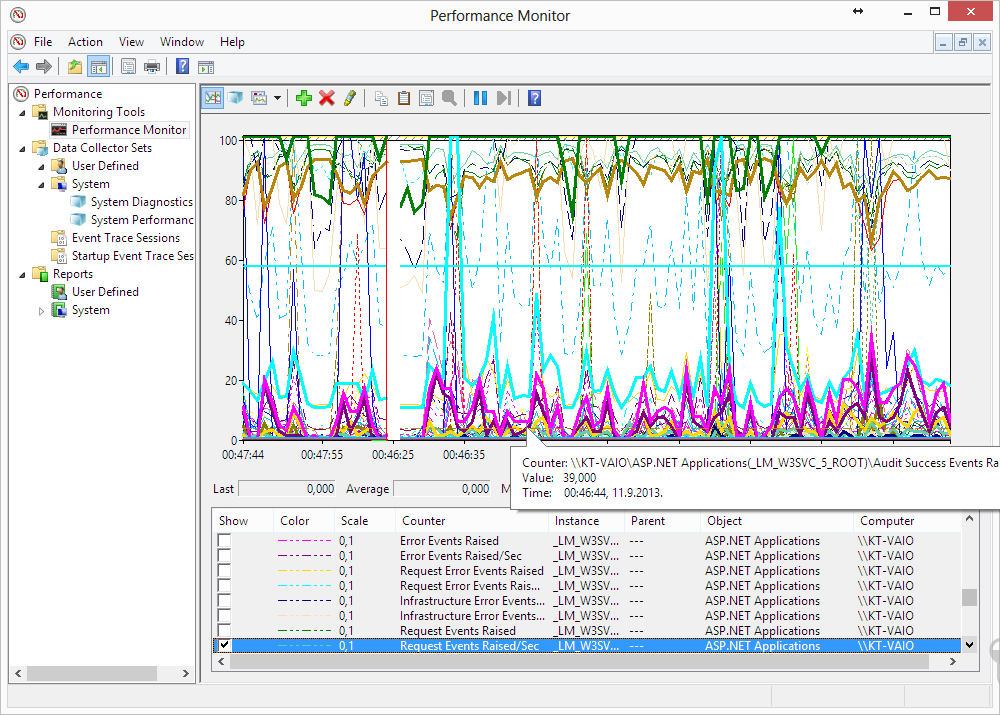 Performance Monitor
File Action View Window Help
Performance
Monitoring Tools
Performance Monitor
Data Collector Sets
User Defined
System
System Diagnostics
System Performanc
Event Trace Sessions
Startup Event Trace Ses
Reports
User Defined
System
100
80
60
40
20
0
00:47:44 00:47:55 00:46:25 00:46:35
Counter: \\KT-VAIO\ASP.NET Applications(_LM_W3SVC_5_ROOT)\Audit Success Events Ra
Value: 39,000
Time: 00:46:44, 11.9.2013.
Last 0,000 Average 0,000
Show Color Scale Counter Instance Parent Object Computer
0,1 Error Events Raised _LM_W3SV... --- ASP.NET Applications \\KT-VAIO
0,1 Error Events Raised/Sec _LM_W3SV... --- ASP.NET Applications \\KT-VAIO
0,1 Request Error Events Raised _LM_W3SV... --- ASP.NET Applications \\KT-VAIO
0,1 Request Error Events Rais... _LM_W3SV... --- ASP.NET Applications \\KT-VAIO
0,1 Infrastructure Error Events... _LM_W3SV... --- ASP.NET Applications \\KT-VAIO
0,1 Infrastructure Error Events... _LM_W3SV... --- ASP.NET Applications \\KT-VAIO
0,1 Request Events Raised _LM_W3SV... --- ASP.NET Applications \\KT-VAIO
0,1 Request Events Raised/Sec _LM_W3SV... --- ASP.NET Applications \\KT-VAIO